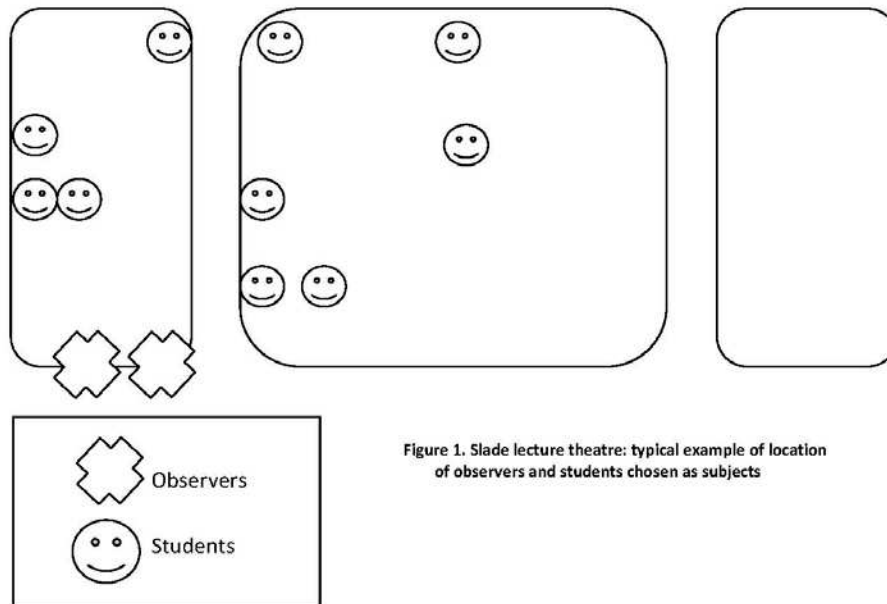 Observers
Students
Figure 1. Slade lecture theatre: typical example of location
of observers and students chosen as subjects